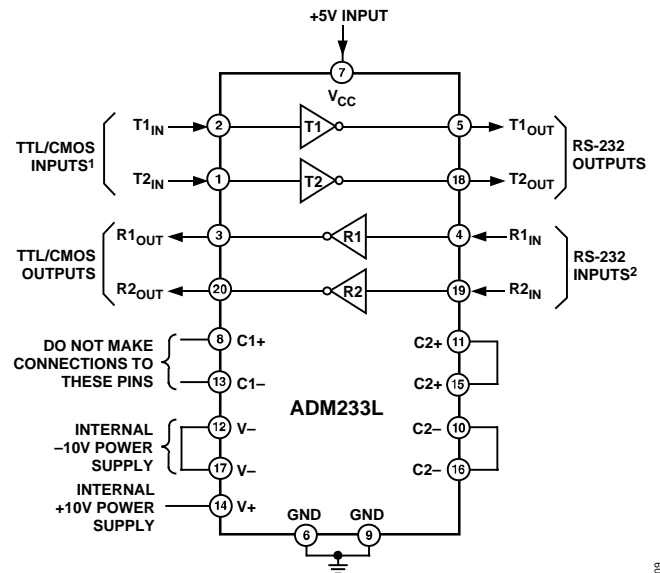 +5V INPUT
7
VCC
TTL/CMOS
INPUTS1
T1IN
2
T1
5
T1OUT
T2IN
1
T2
18
T2OUT
RS-232
OUTPUTS
TTL/CMOS
OUTPUTS
R1OUT
3
R1
4
R1IN
R2OUT
20
R2
19
R2IN
RS-232
INPUTS2
DO NOT MAKE
CONNECTIONS TO
THESE PINS
8
C1+
13
C1–
C2+
11
C2+
15
ADM233L
INTERNAL
–10V POWER
SUPPLY
12
V–
17
V–
C2–
10
C2–
16
INTERNAL
+10V POWER
SUPPLY
14
V+
GND
6
GND
9
09